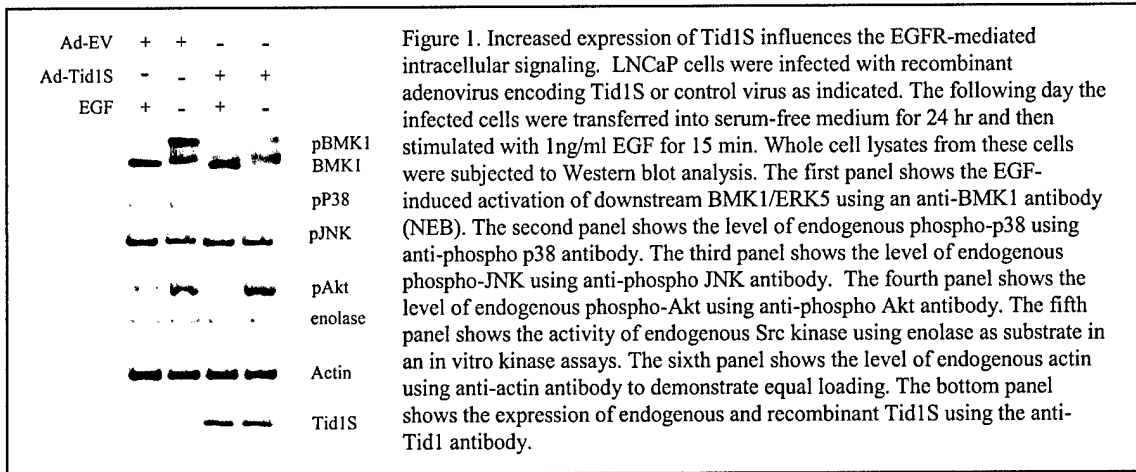 Ad-EV + + - -
Ad-Tid1S - - + +
EGF + - + -
pBMK1
BMK1
pP38
pJNK
pAkt
enolase
Actin
Tid1S
Figure 1. Increased expression of Tid1S influences the EGFR-mediated
intracellular signaling. LNCaP cells were infected with recombinant
adenovirus encoding Tid1S or control virus as indicated. The following day the
infected cells were transferred into serum-free medium for 24 hr and then
stimulated with 1ng/ml EGF for 15 min. Whole cell lysates from these cells
were subjected to Western blot analysis. The first panel shows the EGF-
induced activation of downstream BMK1/ERK5 using an anti-BMK1 antibody
(NEB). The second panel shows the level of endogenous phospho-p38 using
anti-phospho p38 antibody. The third panel shows the level of endogenous
phospho-JNK using anti-phospho JNK antibody. The fourth panel shows the
level of endogenous phospho-Akt using anti-phospho Akt antibody. The fifth
panel shows the activity of endogenous Src kinase using enolase as substrate in
an in vitro kinase assays. The sixth panel shows the level of endogenous actin
using anti-actin antibody to demonstrate equal loading. The bottom panel
shows the expression of endogenous and recombinant Tid1S using the anti-
Tid1 antibody.